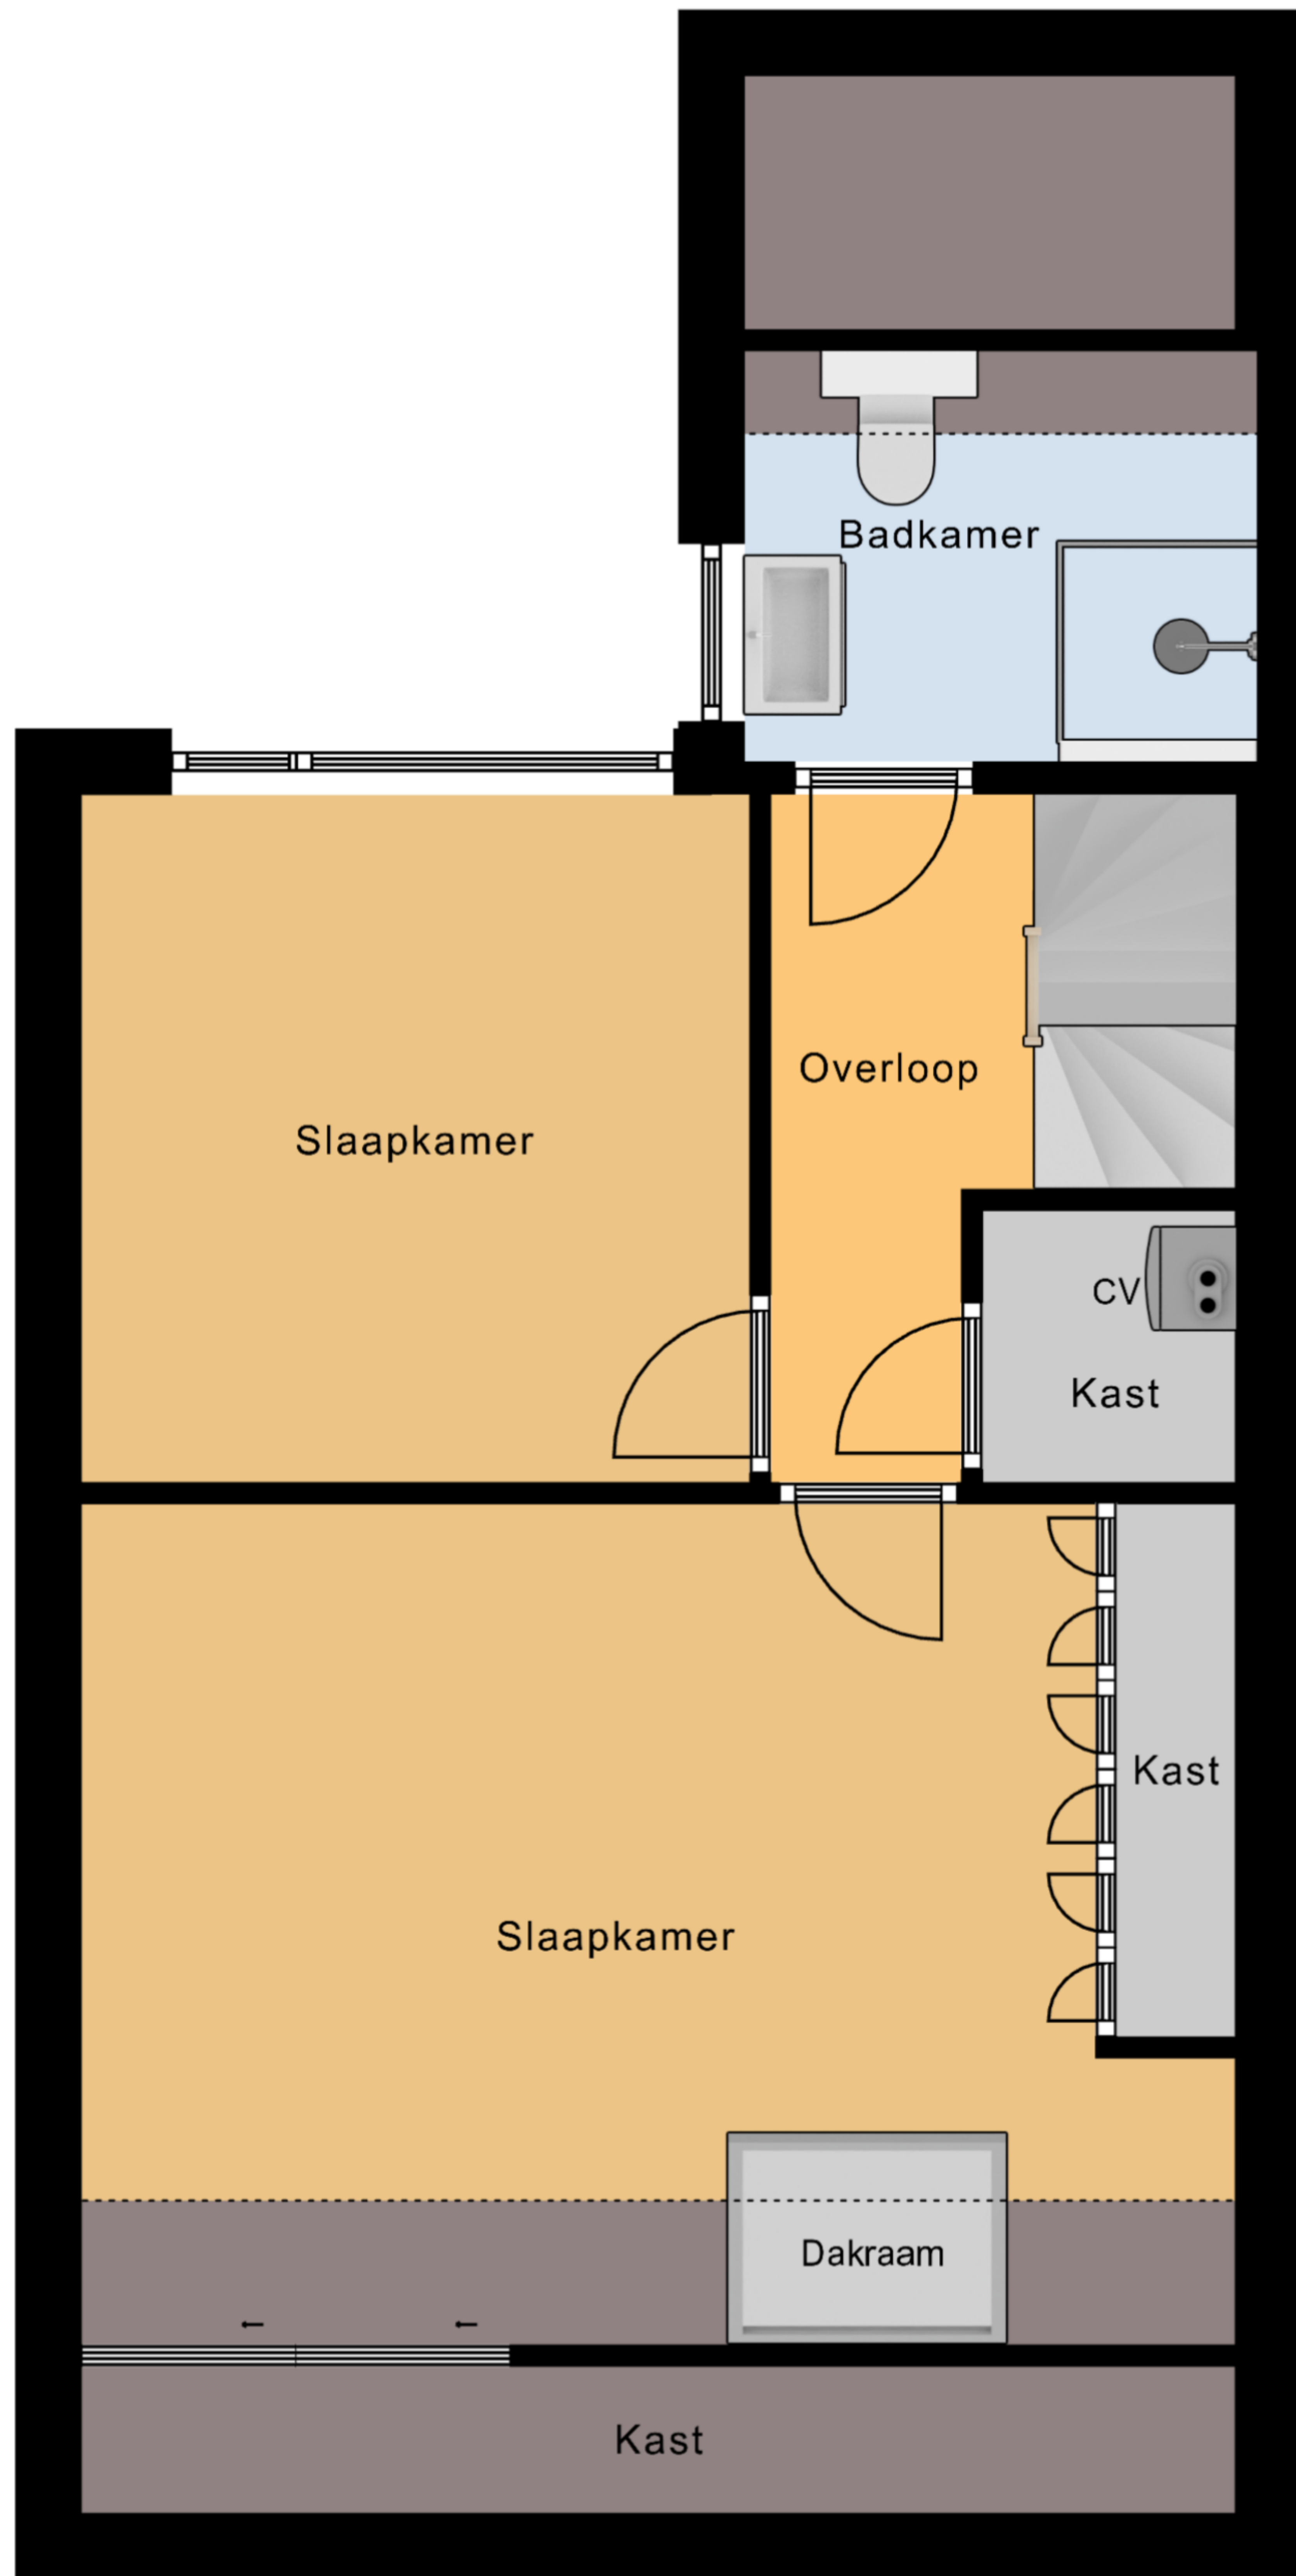 Badkamer
Overloop
Slaapkamer
CV
Kast
Kast
Slaapkamer
Dakraam
Kast